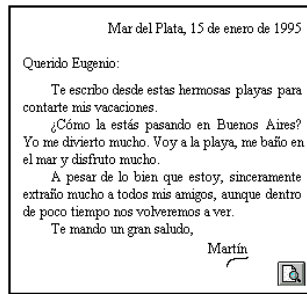 Mar del Plata, 15 de enero de 1995
Querido Eugenio:
Te escribo desde estas hermosas playas para
contarte mis vacaciones.
¿Cómo la estás pasando en Buenos Aires?
Yo me divierto mucho. Voy a la playa, me baño en
el mar y disfruto mucho.
A pesar de lo bien que estoy, sinceramente
extraño mucho a todos mis amigos, aunque dentro
de poco tiempo nos volveremos a ver.
Te mando un gran saludo,
Martín